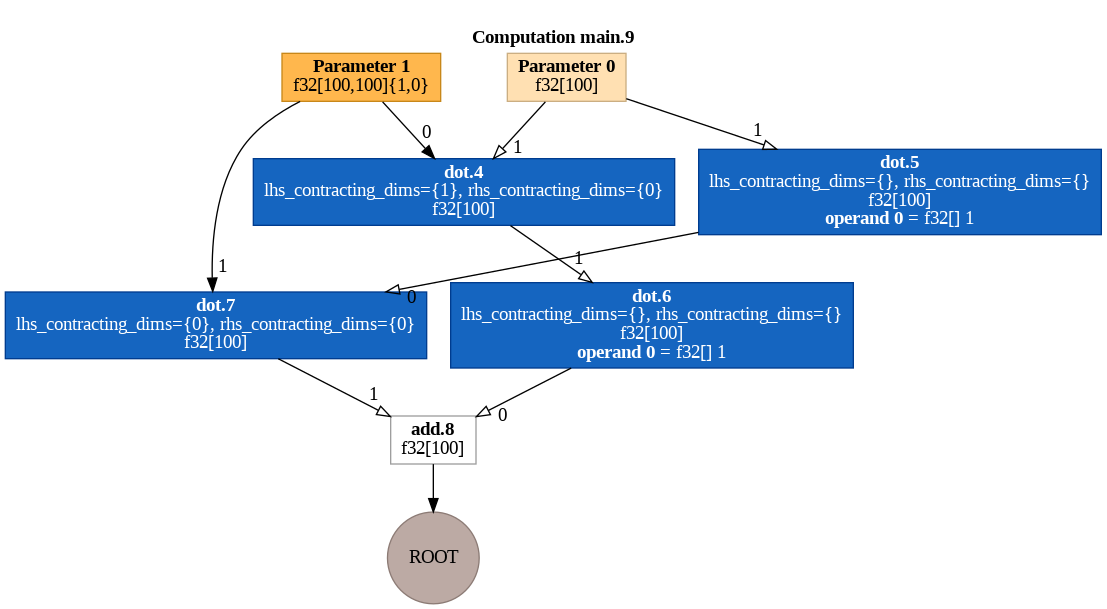 Computation main.9
Parameter 1
f32[100,100]{1,0}
Parameter 0
f32[100]
0
1
1
dot.4
lhs_contracting_dims={1}, rhs_contracting_dims={0}
f32[100]
dot.5
lhs_contracting_dims={}, rhs_contracting_dims={}
f32[100]
operand 0 = f32[] 1
1
1
0
dot.7
lhs_contracting_dims={0}, rhs_contracting_dims={0}
f32[100]
dot.6
lhs_contracting_dims={}, rhs_contracting_dims={}
f32[100]
operand 0 = f32[] 1
1
0
add.8
f32[100]
ROOT